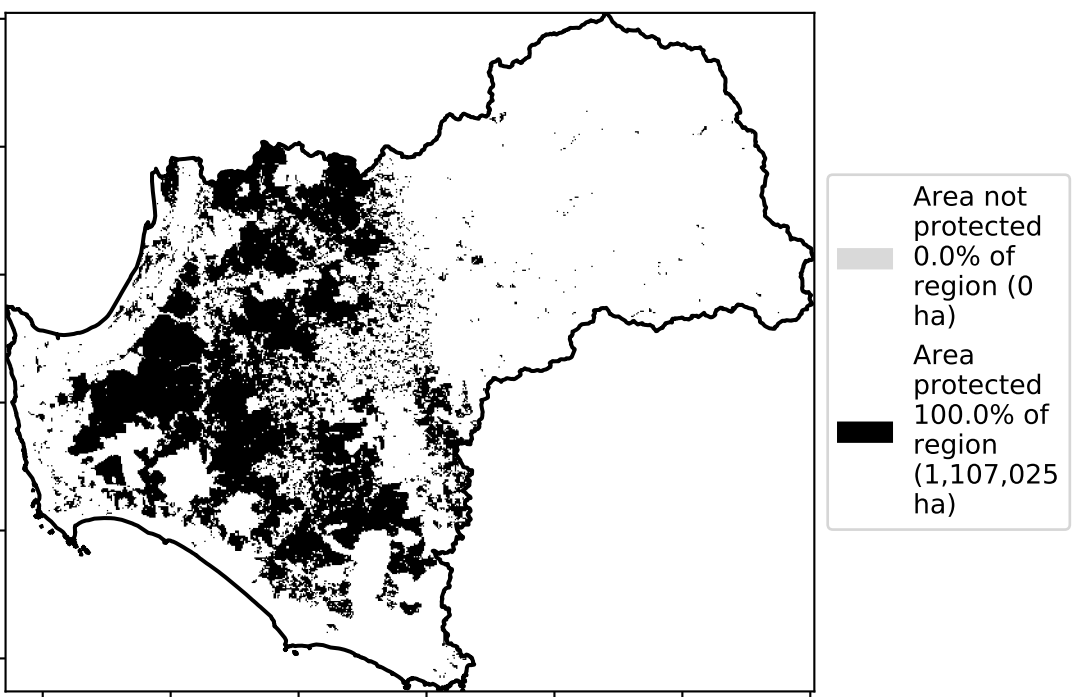 Area not
protected
0.0% of
region (0
ha)
Area
protected
100.0% of
region
(1,107,025
ha)